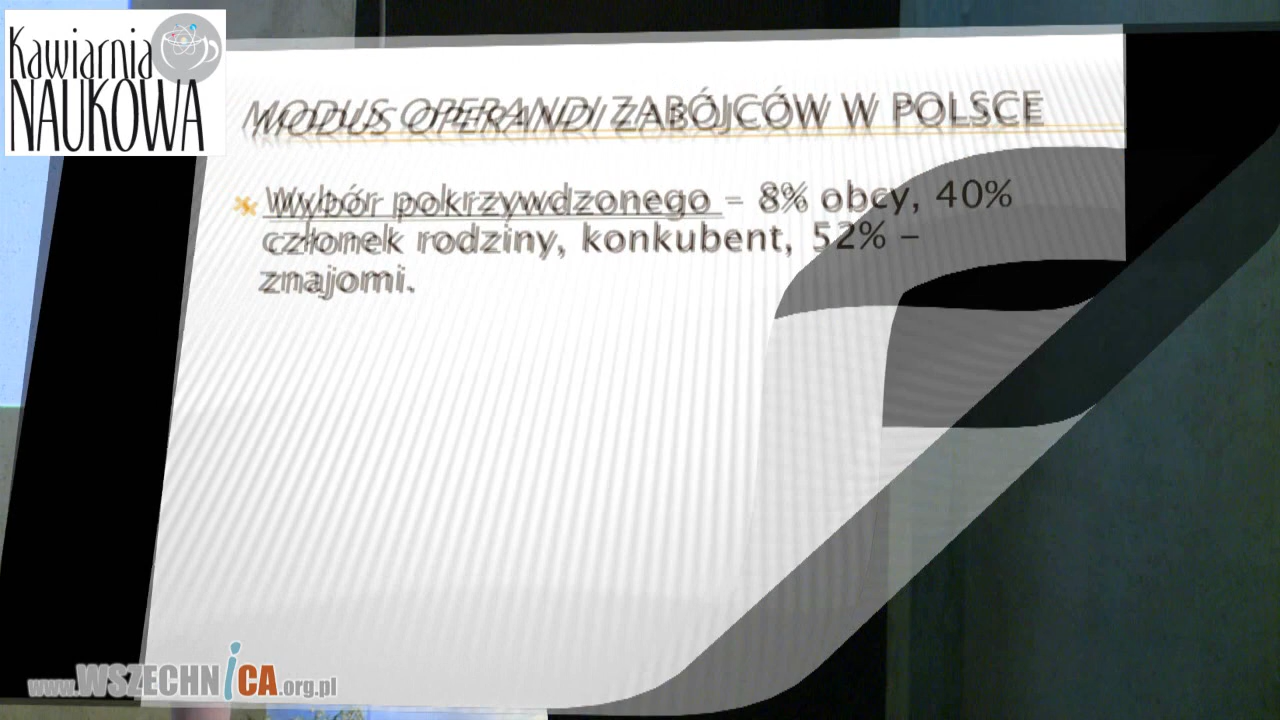 Kawiarnia
NAUKOWA
MODUS OPERANDI ZABÓJCÓW W POLSCE
Wybór pokrzywdzonego – 8% obcy, 40%
członek rodziny, konkubent, 52% –
znajomi.
www.WSZECHNiCA.org.pl